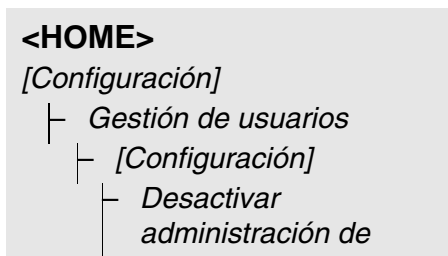 <HOME>
[Configuración]
Gestión de usuarios
[Configuración]
Desactivar
administración de